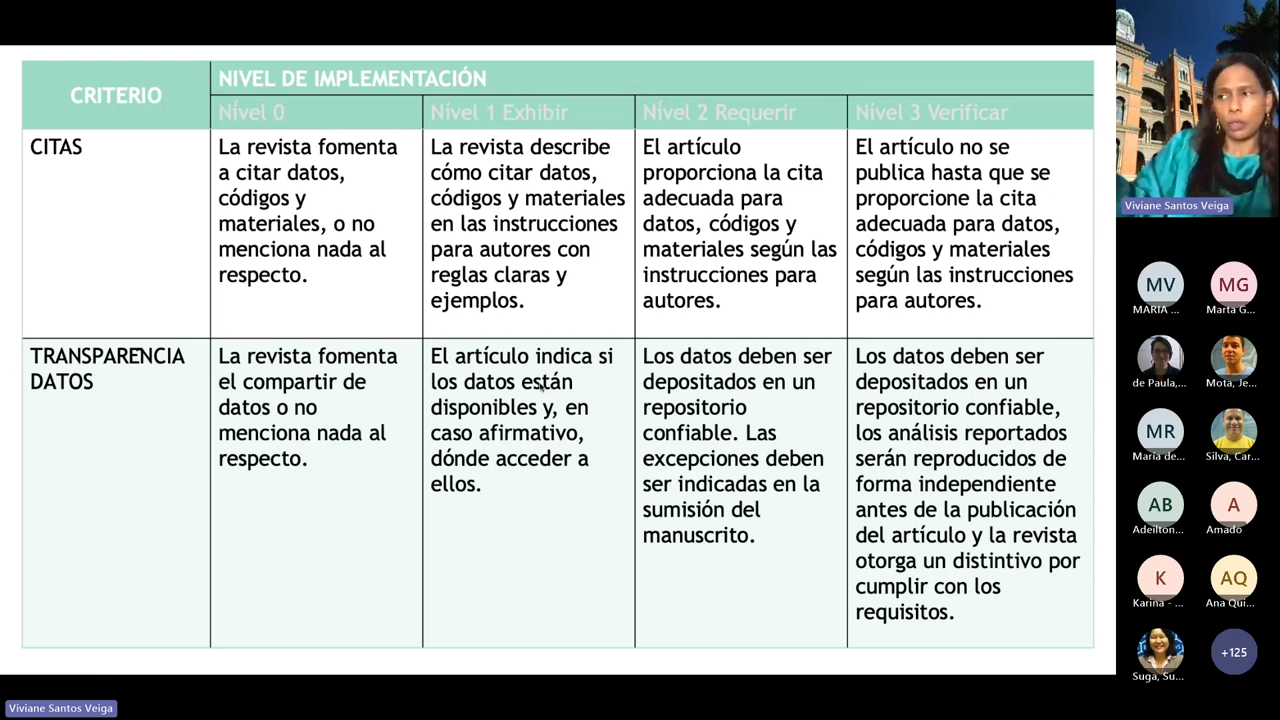 CRITERIO
NIVEL DE IMPLEMENTACIÓN
Nível 0
Nível 1 Exhibir
Nível 2 Requerir
Nível 3 Verificar
CITAS
La revista fomenta
a citar datos,
códigos y
materiales, o no
menciona nada al
respecto.
La revista describe
cómo citar datos,
códigos y materiales
en las instrucciones
para autores con
reglas claras y
ejemplos.
El artículo
proporciona la cita
adecuada para
datos, códigos y
materiales según las
instrucciones para
autores.
El artículo no se
publica hasta que se
proporcione la cita
adecuada para datos,
códigos y materiales
según las instrucciones
para autores.
TRANSPARENCIA
DATOS
La revista fomenta
el compartir de
datos o no
menciona nada al
respecto.
El artículo indica si
los datos están
disponibles y, en
caso afirmativo,
dónde acceder a
ellos.
Los datos deben ser
depositados en un
repositorio
confiable. Las
excepciones deben
ser indicadas en la
sumisión del
manuscrito.
Los datos deben ser
depositados en un
repositorio confiable,
los análisis reportados
serán reproducidos de
forma independiente
antes de la publicación
del artículo y la revista
otorga un distintivo por
cumplir con los
requisitos.
Viviane Santos Veiga
MV
MARIA ...
MG
Marta G...
de Paula,...
Mota, Je...
MR
Maria de...
Silva, Car...
AB
Adeilton...
A
Amado
K
Karina - ...
AQ
Ana Qui...
Suga, Su...
+125
Viviane Santos Veiga